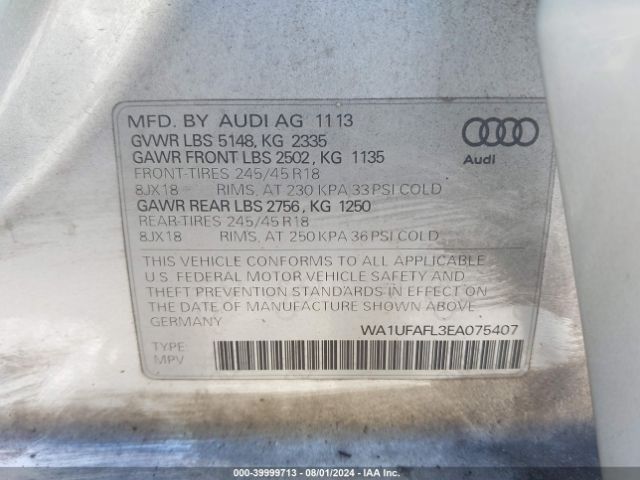 MFD. BY AUDI AG 11 13
GVWR LBS 5148, KG 2335
GAWR FRONT LBS 2502, KG 1135
FRONT-TIRES 245/45 R18
8JX18 RIMS, AT 230 KPA 33 PSI COLD
GAWR REAR LBS 2756, KG 1250
REAR-TIRES 245/45 R18
8JX18 RIMS, AT 250 KPA 36 PSI COLD
Audi
THIS VEHICLE CONFORMS TO ALL APPLICABLE
U.S. FEDERAL MOTOR VEHICLE SAFETY AND
THEFT PREVENTION STANDARDS IN EFFECT ON
THE DATE OF MANUFACTURE SHOWN ABOVE.
GERMANY
WA1UFAFL3EA075407
TYPE:
MPV
000-39999713 - 08/01/2024 - IAA Inc.